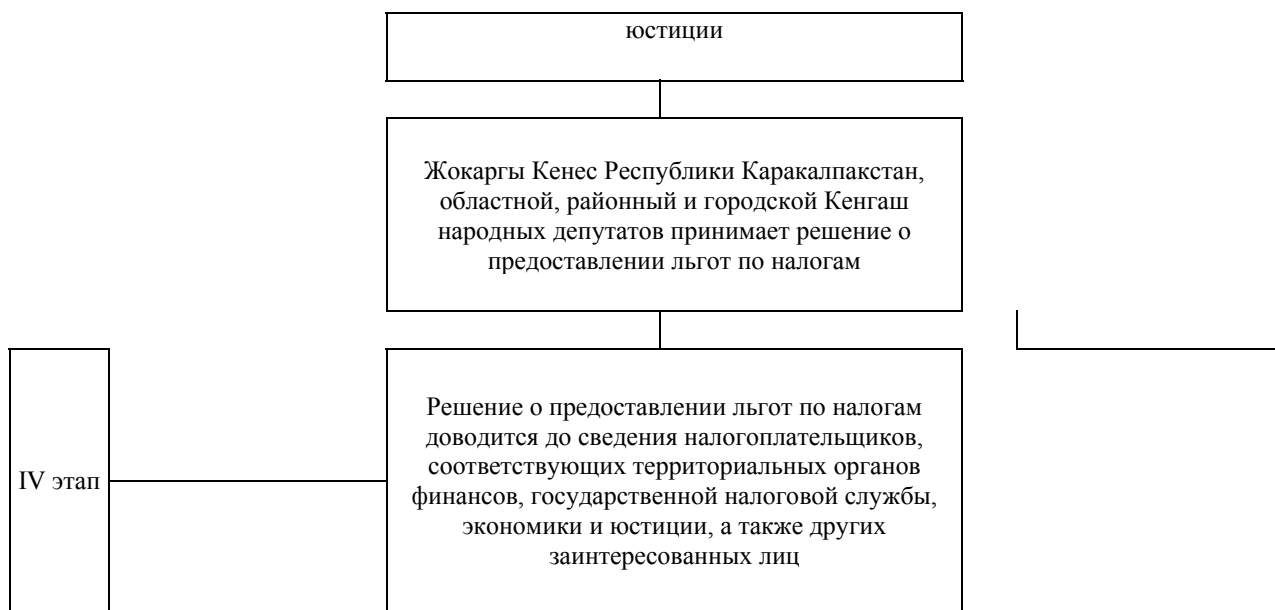 юстиции
Жокаргы Кенес Республики Каракалпакстан,
областной, районный и городской Кенгаш
народных депутатов принимает решение о
предоставлении льгот по налогам
IV этап
Решение о предоставлении льгот по налогам
доводится до сведения налогоплательщиков,
соответствующих территориальных органов
финансов, государственной налоговой службы,
экономики и юстиции, а также других
заинтересованных лиц